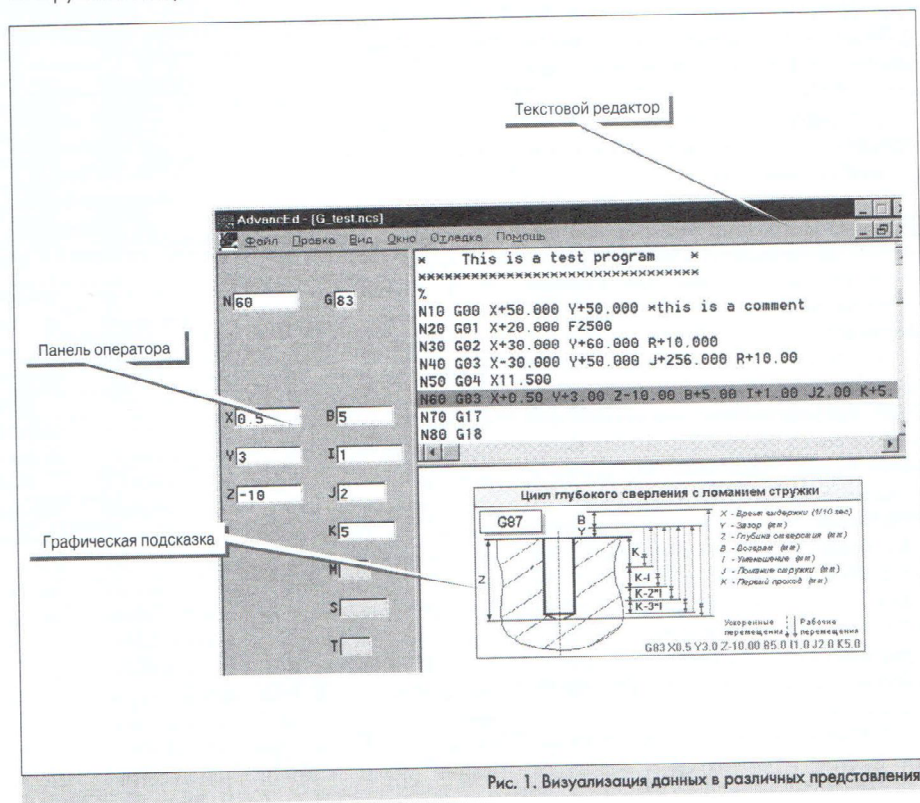 Текстовой редактор
AdvancEd - [G_test.ncs]
Файл Правка Вид Окно Отладка Помощь
* This is a test program *
********************************
%
N10 G00 X+50.000 Y+50.000 *this is a comment
N20 G01 X+20.000 F2500
N30 G02 X+30.000 Y+60.000 R+10.000
N40 G03 X-30.000 Y+50.000 J+256.000 R+10.00
N50 G04 X11.500
N60 G83 X+0.50 Y+3.00 Z-10.00 B+5.00 I+1.00 J2.00 K+5.
N70 G17
N80 G18
N 60 G 83
Панель оператора
X 0.5 B 5
Y 3 I 1
Z -10 J 2
K 5
M
S
T
Графическая подсказка
Цикл глубокого сверления с ломанием стружки
G87
B
Y
Z
K
K-I
K-2*I
K-3*I
X - Время выдержки (1/10 sec)
Y - Зазор (мм)
Z - Глубина отверстия (мм)
B - Возврат (мм)
I - Уменошение (мм)
J - Ломание стружки (мм)
K - Первый проход (мм)
Ускоренные перемещения
Рабочие перемещения
G83 X0.5 Y3.0 Z-10.00 B5.0 I1.0 J2.0 K5.0
Рис. 1. Визуализация данных в различных представления